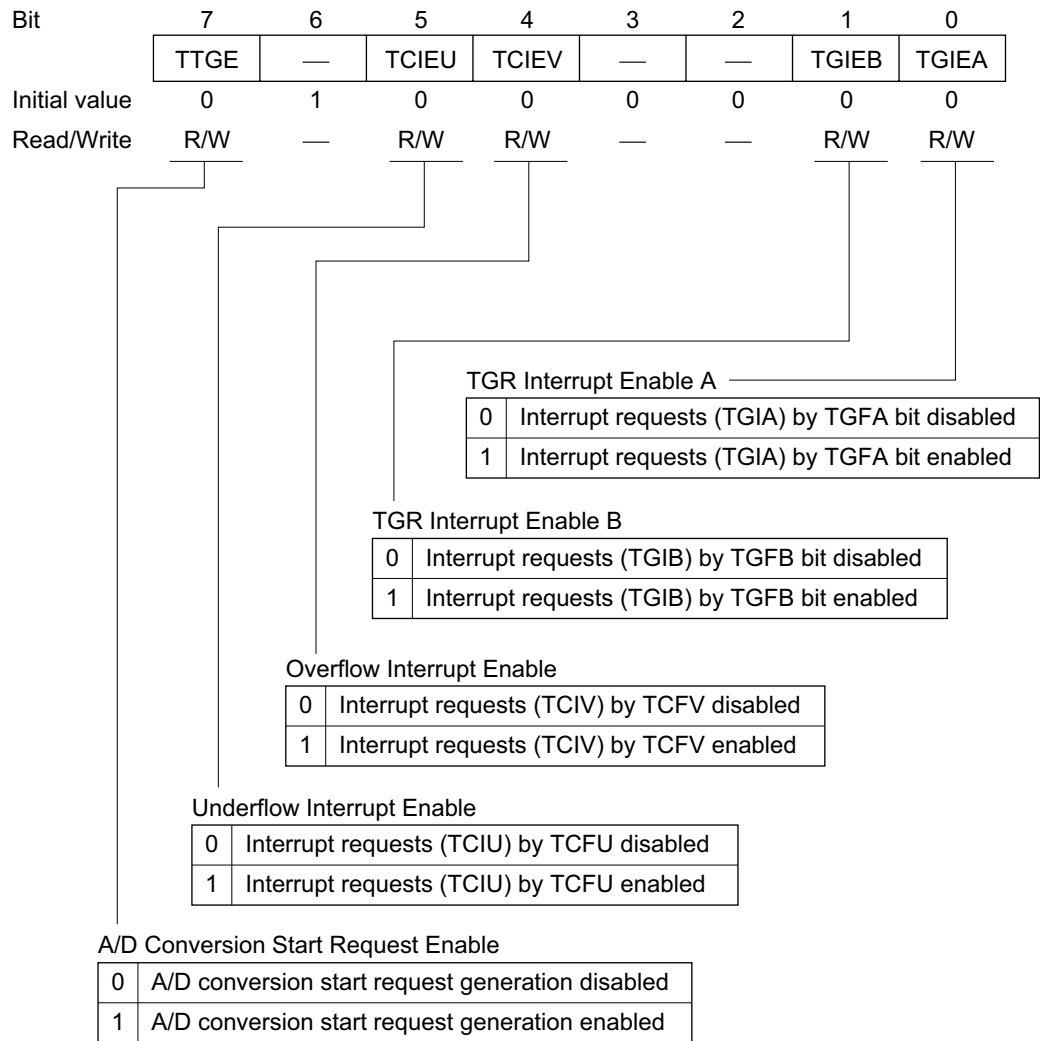 Bit 7 6 5 4 3 2 1 0
TTGE — TCIEU TCIEV — — TGIEB TGIEA
Initial value 0 1 0 0 0 0 0 0
Read/Write R/W — R/W R/W — — R/W R/W
TGR Interrupt Enable A
0 Interrupt requests (TGIA) by TGFA bit disabled
1 Interrupt requests (TGIA) by TGFA bit enabled
TGR Interrupt Enable B
0 Interrupt requests (TGIB) by TGFB bit disabled
1 Interrupt requests (TGIB) by TGFB bit enabled
Overflow Interrupt Enable
0 Interrupt requests (TCIV) by TCFV disabled
1 Interrupt requests (TCIV) by TCFV enabled
Underflow Interrupt Enable
0 Interrupt requests (TCIU) by TCFU disabled
1 Interrupt requests (TCIU) by TCFU enabled
A/D Conversion Start Request Enable
0 A/D conversion start request generation disabled
1 A/D conversion start request generation enabled